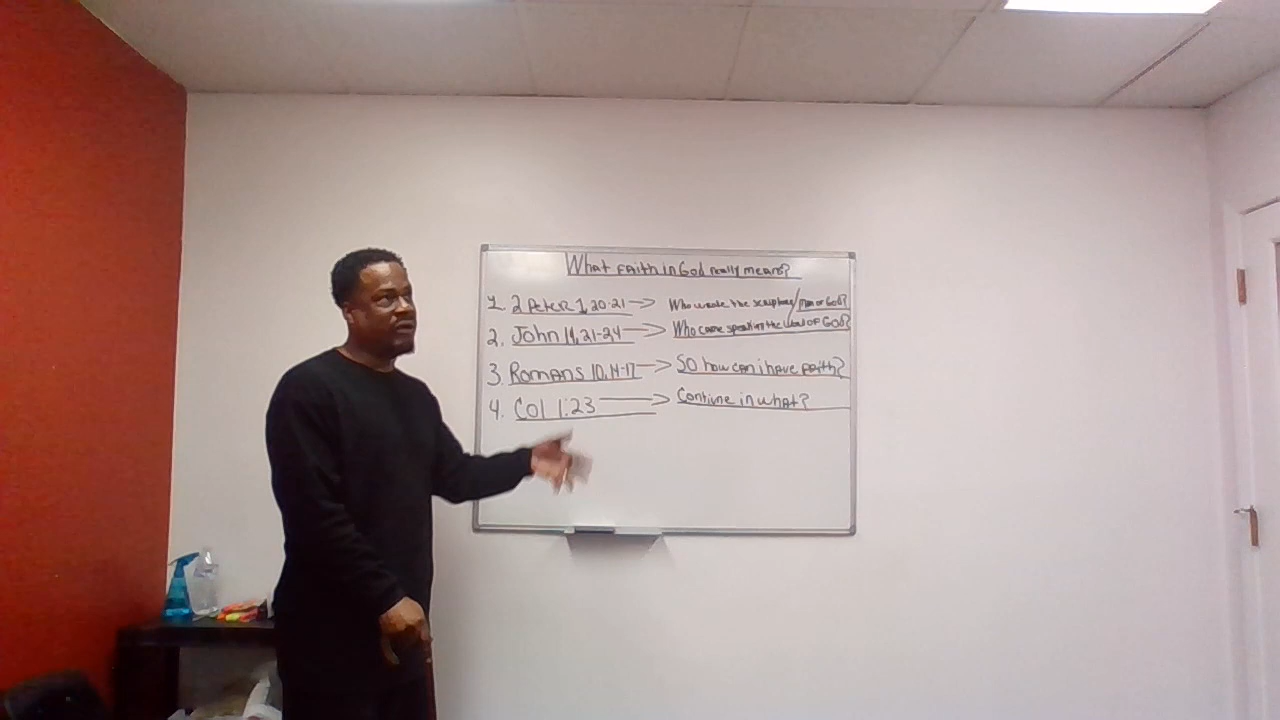 What Faith in God really means?
1. 2 Peter 1, 20-21 → Who wrote the scripture / man or God?
2. John 14, 21-24 → Who came speaking the word of God?
3. Romans 10, 14-17 → So how can i have faith?
4. Col 1:23 → Contiune in what?